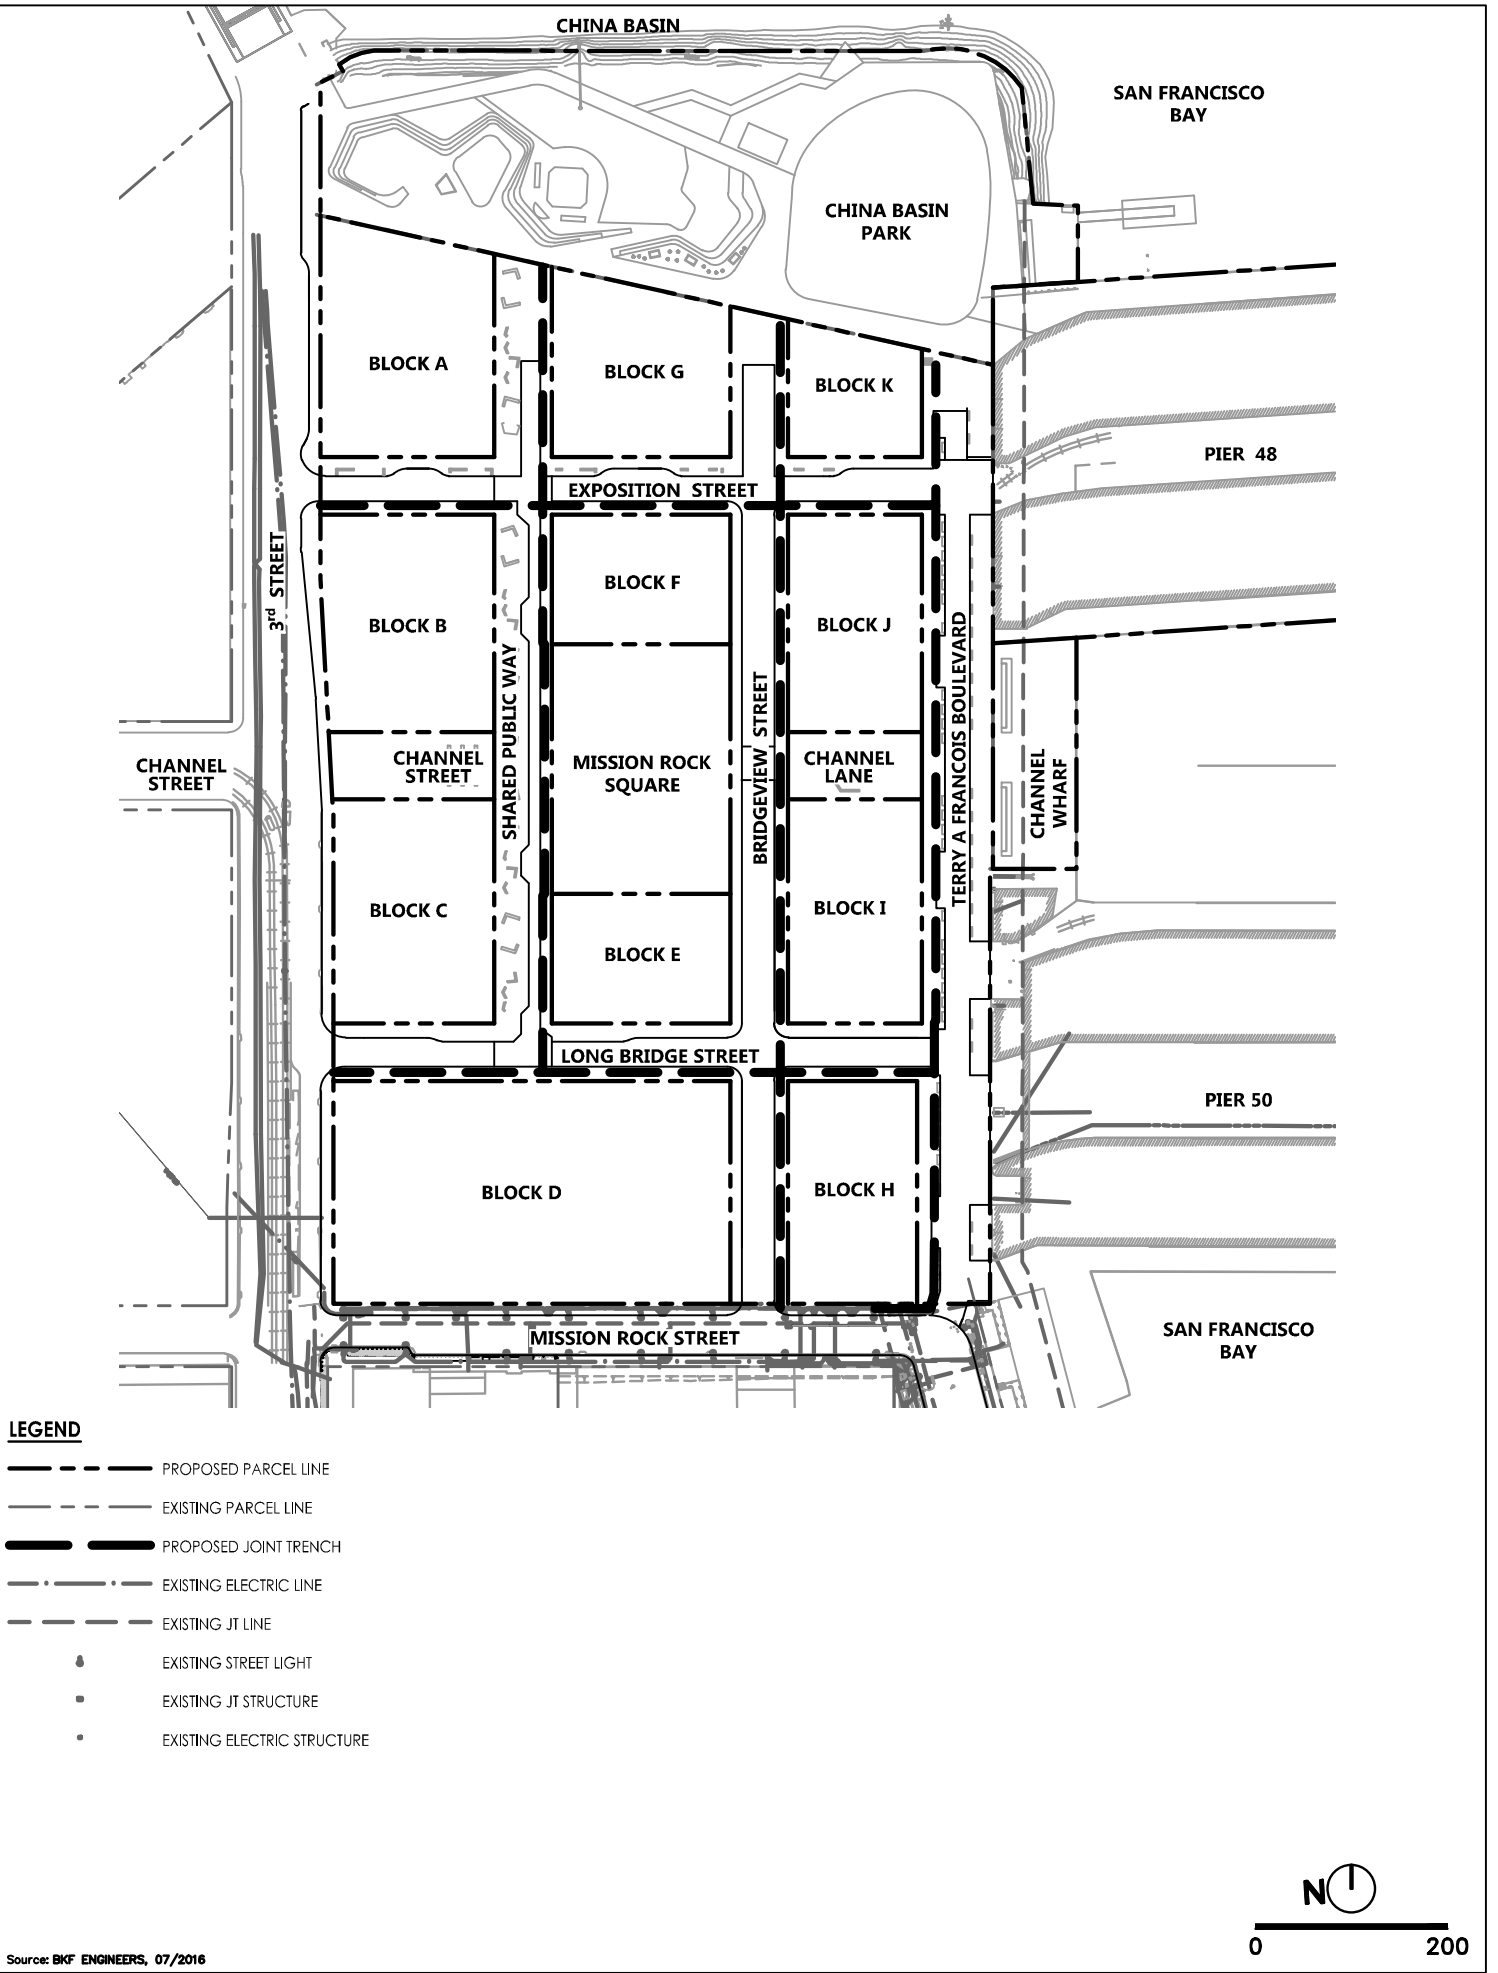 CHINA BASIN
SAN FRANCISCO
BAY
CHINA BASIN
PARK
BLOCK A
BLOCK G
BLOCK K
PIER 48
EXPOSITION STREET
3rd STREET
BLOCK F
BLOCK B
BLOCK J
SHARED PUBLIC WAY
BRIDGEVIEW STREET
TERRY A FRANCOIS BOULEVARD
CHANNEL
STREET
CHANNEL
STREET
MISSION ROCK
SQUARE
CHANNEL
LANE
CHANNEL
WHARF
BLOCK C
BLOCK I
BLOCK E
LONG BRIDGE STREET
PIER 50
BLOCK D
BLOCK H
MISSION ROCK STREET
SAN FRANCISCO
BAY
LEGEND
PROPOSED PARCEL LINE
EXISTING PARCEL LINE
PROPOSED JOINT TRENCH
EXISTING ELECTRIC LINE
EXISTING JT LINE
EXISTING STREET LIGHT
EXISTING JT STRUCTURE
EXISTING ELECTRIC STRUCTURE
N
0 200
Source: BKF ENGINEERS, 07/2016